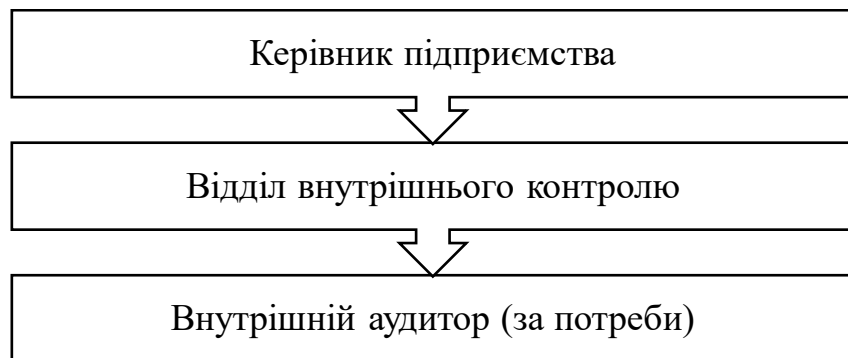 Керівник підприємства
Відділ внутрішнього контролю
Внутрішній аудитор (за потреби)